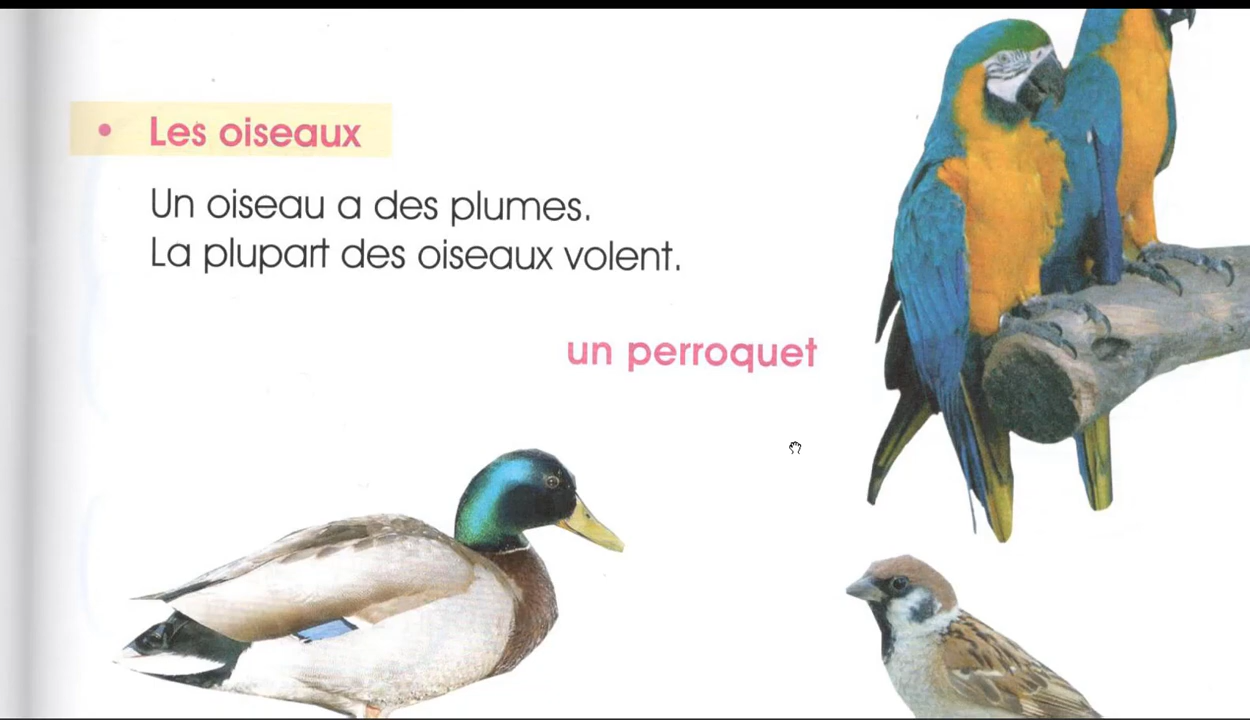 • Les oiseaux
Un oiseau a des plumes.
La plupart des oiseaux volent.
un perroquet